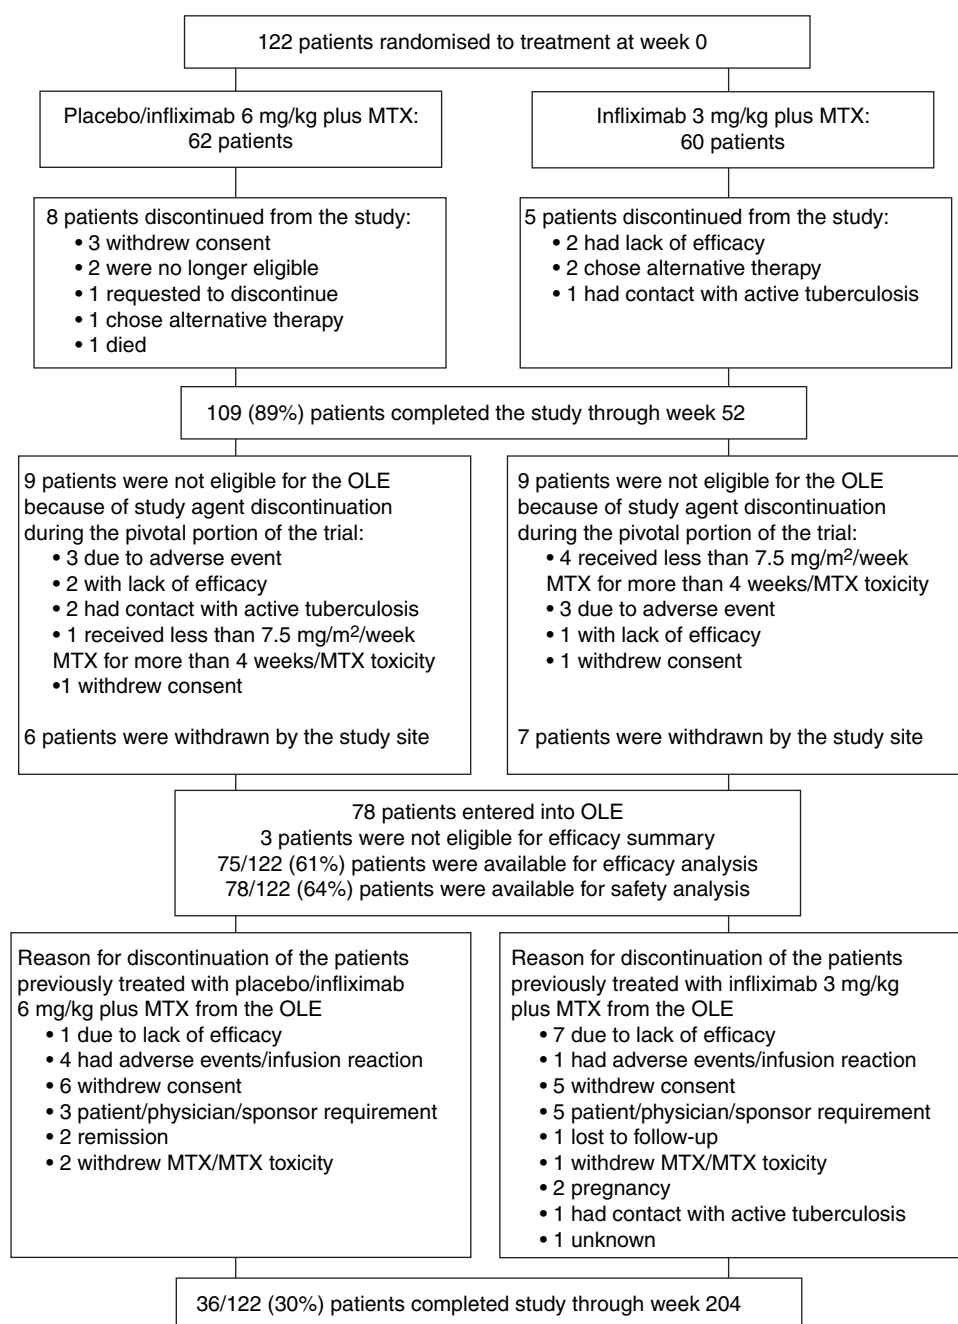 122 patients randomised to treatment at week 0
Placebo/infliximab 6 mg/kg plus MTX:
62 patients
Infliximab 3 mg/kg plus MTX:
60 patients
8 patients discontinued from the study:
• 3 withdrew consent
• 2 were no longer eligible
• 1 requested to discontinue
• 1 chose alternative therapy
• 1 died
5 patients discontinued from the study:
• 2 had lack of efficacy
• 2 chose alternative therapy
• 1 had contact with active tuberculosis
109 (89%) patients completed the study through week 52
9 patients were not eligible for the OLE
because of study agent discontinuation
during the pivotal portion of the trial:
• 3 due to adverse event
• 2 with lack of efficacy
• 2 had contact with active tuberculosis
• 1 received less than 7.5 mg/m²/week
MTX for more than 4 weeks/MTX toxicity
•1 withdrew consent
6 patients were withdrawn by the study site
9 patients were not eligible for the OLE
because of study agent discontinuation
during the pivotal portion of the trial:
• 4 received less than 7.5 mg/m²/week
MTX for more than 4 weeks/MTX toxicity
• 3 due to adverse event
• 1 with lack of efficacy
• 1 withdrew consent
7 patients were withdrawn by the study site
78 patients entered into OLE
3 patients were not eligible for efficacy summary
75/122 (61%) patients were available for efficacy analysis
78/122 (64%) patients were available for safety analysis
Reason for discontinuation of the patients
previously treated with placebo/infliximab
6 mg/kg plus MTX from the OLE
• 1 due to lack of efficacy
• 4 had adverse events/infusion reaction
• 6 withdrew consent
• 3 patient/physician/sponsor requirement
• 2 remission
• 2 withdrew MTX/MTX toxicity
Reason for discontinuation of the patients
previously treated with infliximab 3 mg/kg
plus MTX from the OLE
• 7 due to lack of efficacy
• 1 had adverse events/infusion reaction
• 5 withdrew consent
• 5 patient/physician/sponsor requirement
• 1 lost to follow-up
• 1 withdrew MTX/MTX toxicity
• 2 pregnancy
• 1 had contact with active tuberculosis
• 1 unknown
36/122 (30%) patients completed study through week 204